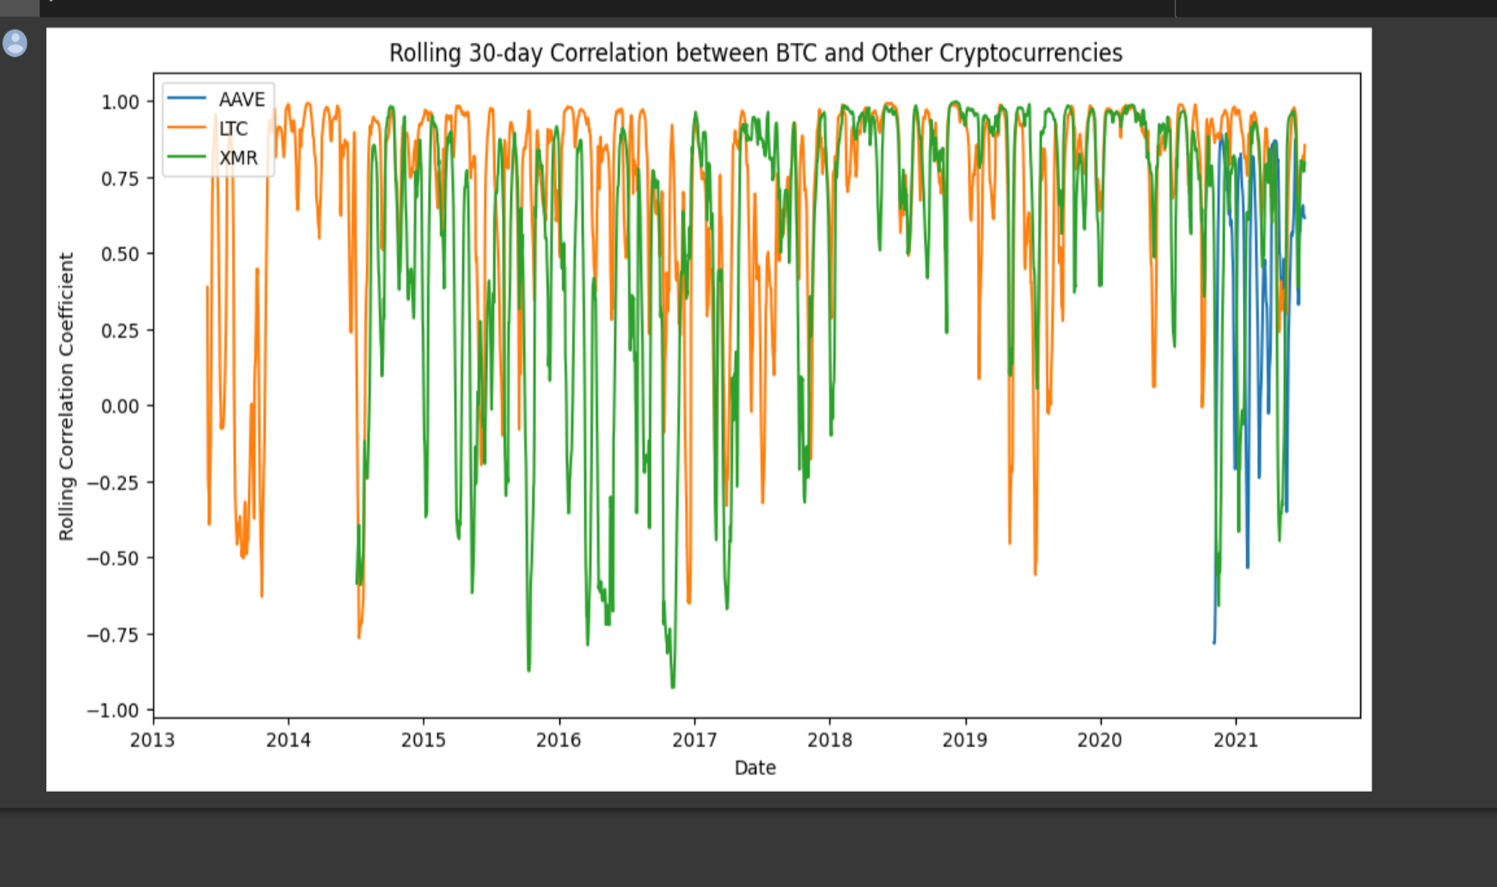 Rolling 30-day Correlation between BTC and Other Cryptocurrencies
AAVE
LTC
XMR
1.00
0.75
0.50
0.25
0.00
−0.25
−0.50
−0.75
−1.00
Rolling Correlation Coefficient
2013 2014 2015 2016 2017 2018 2019 2020 2021
Date